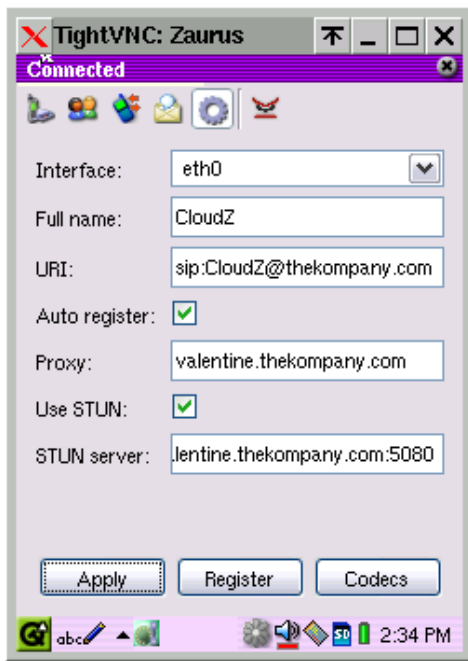 TightVNC: Zaurus
Connected
Interface: eth0
Full name: CloudZ
URI: sip:CloudZ@thekompany.com
Auto register:
Proxy: valentine.thekompany.com
Use STUN:
STUN server: .lentine.thekompany.com:5080
Apply Register Codecs
abc SD 2:34 PM